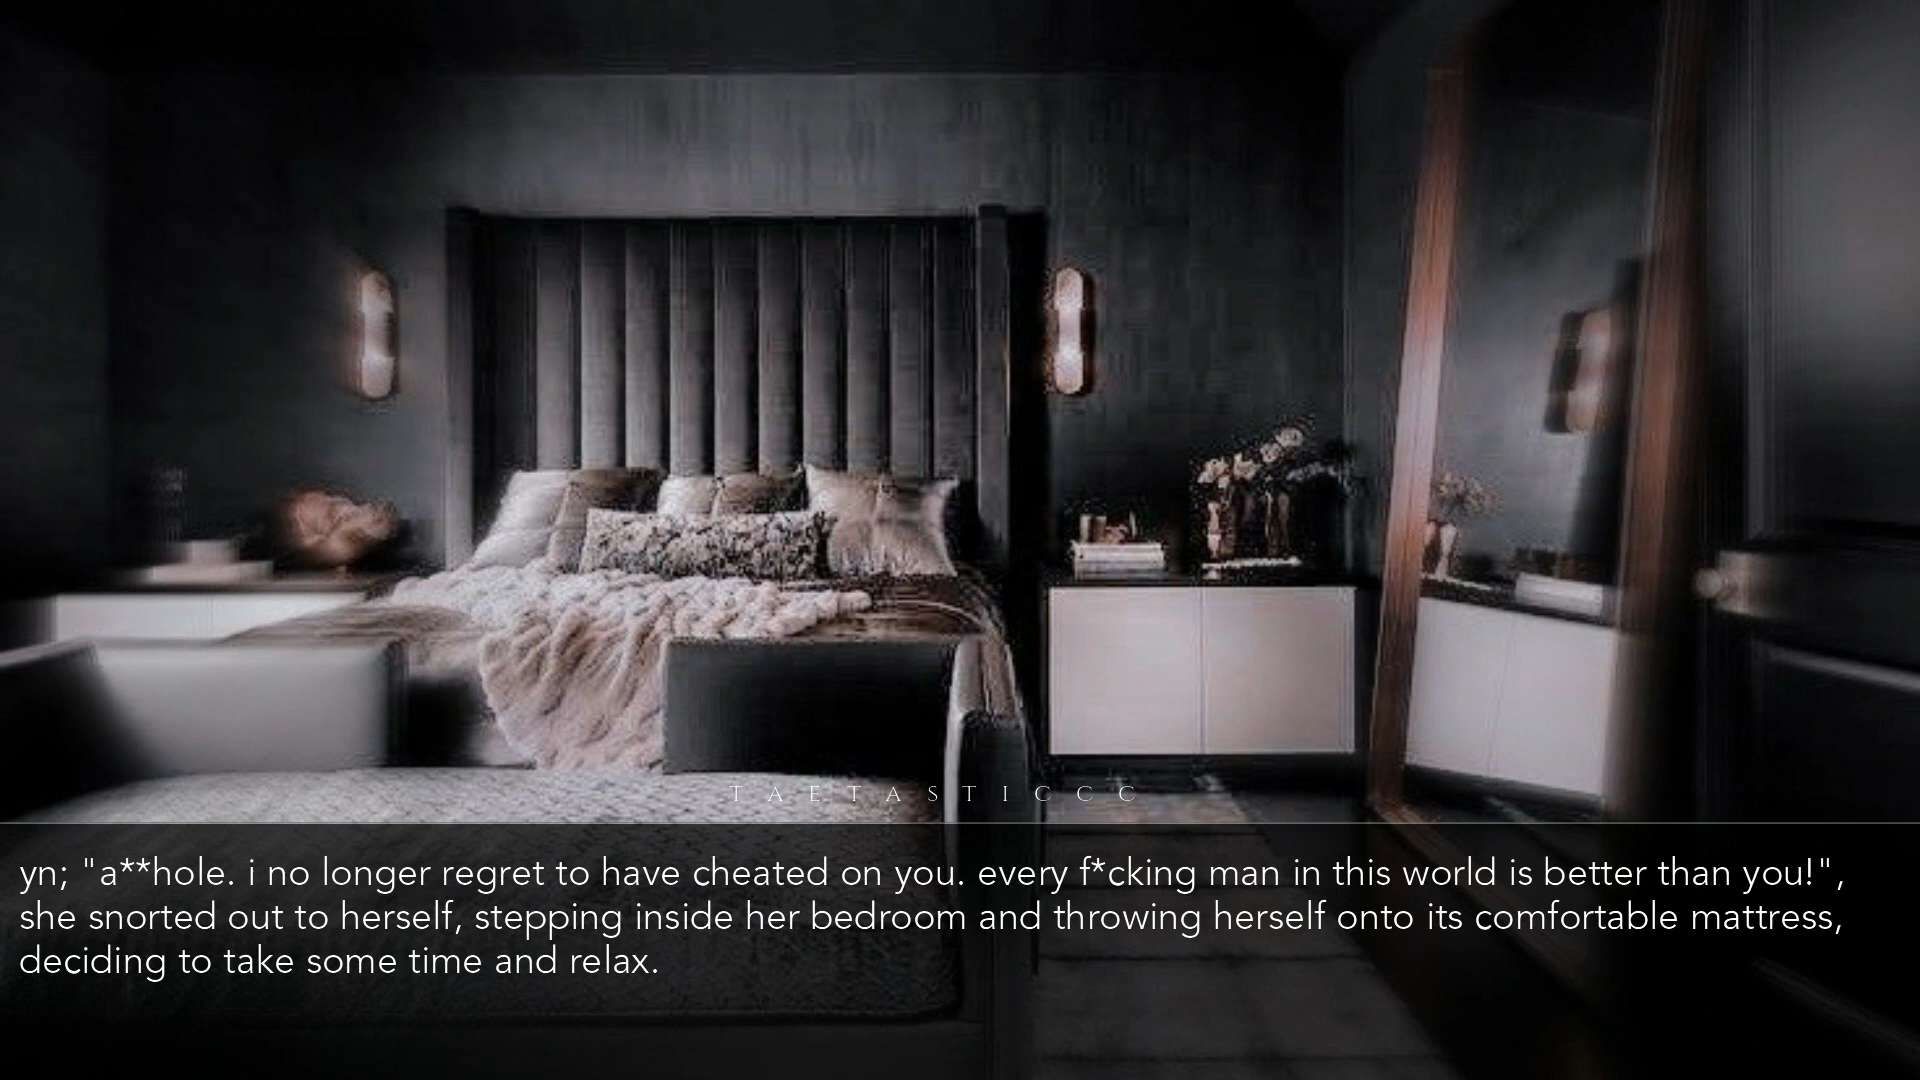 TAETASTICCC
yn; "a**hole. i no longer regret to have cheated on you. every f*cking man in this world is better than you!",
she snorted out to herself, stepping inside her bedroom and throwing herself onto its comfortable mattress,
deciding to take some time and relax.